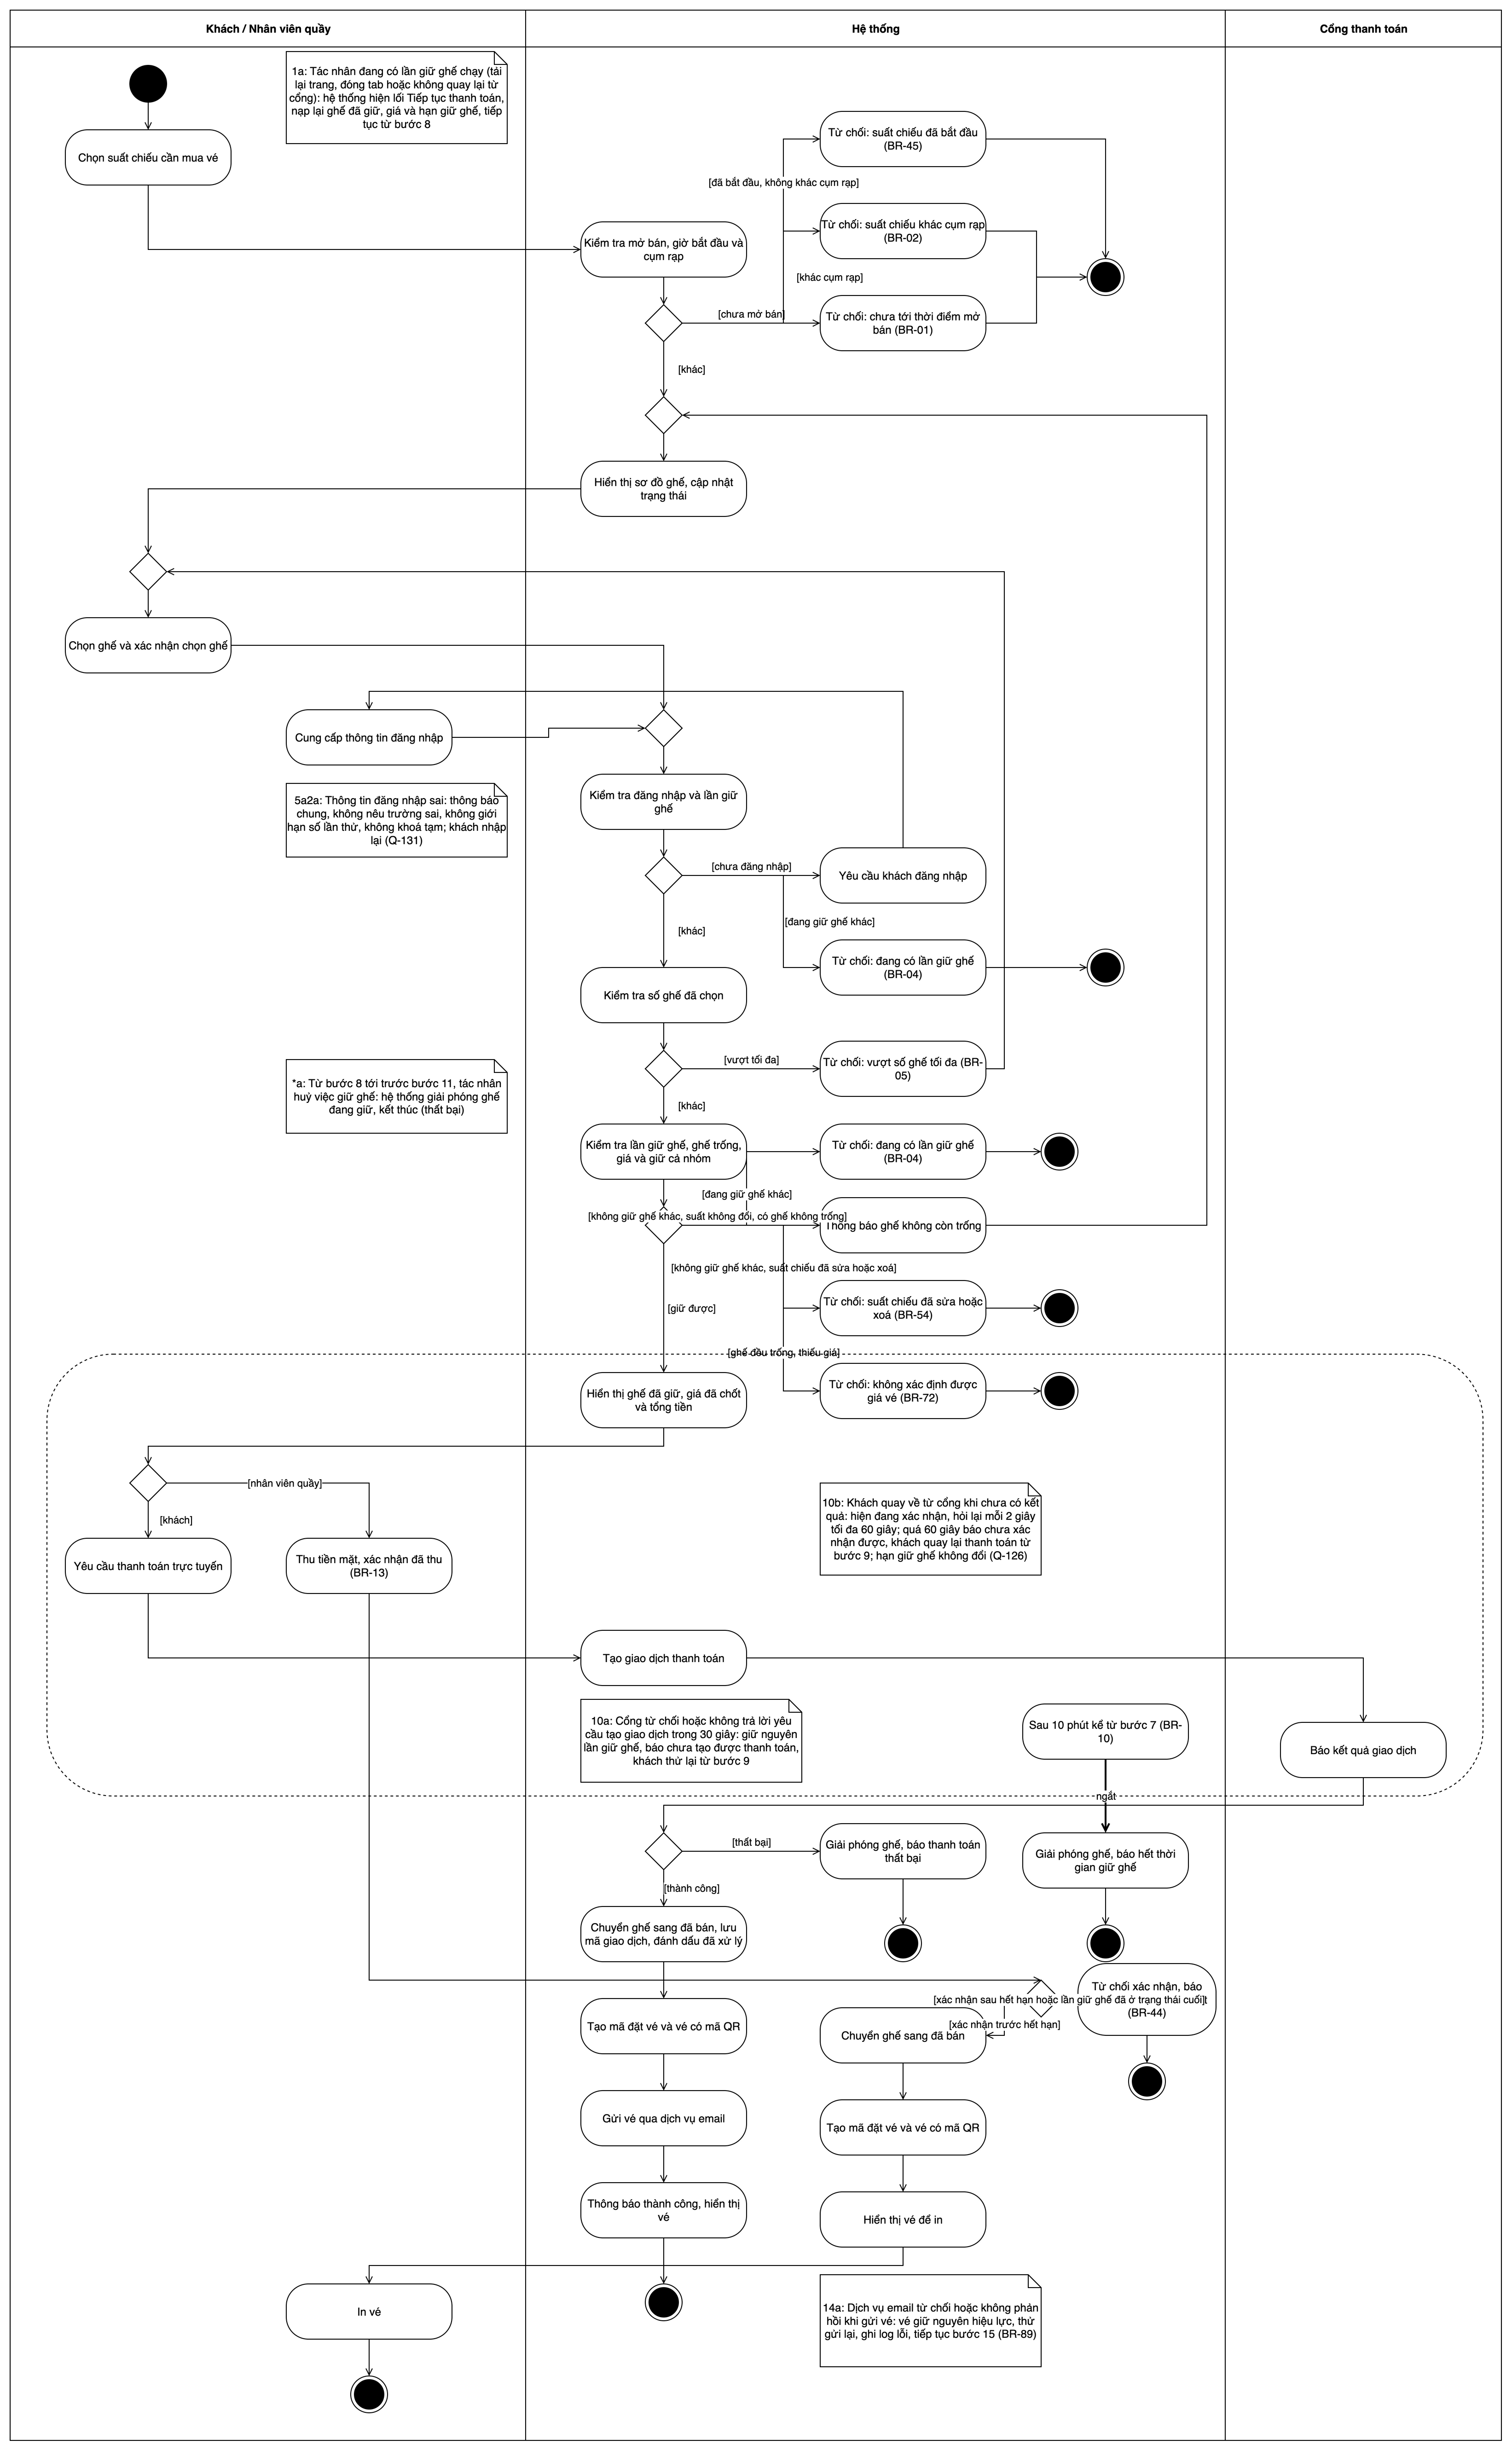 Khách / Nhân viên quầy
Hệ thống
Cổng thanh toán
1a: Tác nhân đang có lần giữ ghế chạy (tải
lại trang, đóng tab hoặc không quay lại từ
cổng): hệ thống hiện lối Tiếp tục thanh toán,
nạp lại ghế đã giữ, giá và hạn giữ ghế, tiếp
tục từ bước 8
Chọn suất chiếu cần mua vé
Từ chối: suất chiếu đã bắt đầu
(BR-45)
[đã bắt đầu, không khác cụm rạp]
Từ chối: suất chiếu khác cụm rạp
(BR-02)
Kiểm tra mở bán, giờ bắt đầu và
cụm rạp
[khác cụm rạp]
[chưa mở bán]
Từ chối: chưa tới thời điểm mở
bán (BR-01)
[khác]
Hiển thị sơ đồ ghế, cập nhật
trạng thái
Chọn ghế và xác nhận chọn ghế
Cung cấp thông tin đăng nhập
5a2a: Thông tin đăng nhập sai: thông báo
chung, không nêu trường sai, không giới
hạn số lần thử, không khoá tạm; khách nhập
lại (Q-131)
Kiểm tra đăng nhập và lần giữ
ghế
[chưa đăng nhập]
Yêu cầu khách đăng nhập
[đang giữ ghế khác]
[khác]
Từ chối: đang có lần giữ ghế
(BR-04)
Kiểm tra số ghế đã chọn
[vượt tối đa]
Từ chối: vượt số ghế tối đa (BR-
05)
*a: Từ bước 8 tới trước bước 11, tác nhân
huỷ việc giữ ghế: hệ thống giải phóng ghế
đang giữ, kết thúc (thất bại)
[khác]
Kiểm tra lần giữ ghế, ghế trống,
giá và giữ cả nhóm
Từ chối: đang có lần giữ ghế
(BR-04)
[đang giữ ghế khác]
[không giữ ghế khác, suất không đổi, có ghế không trống]
Thông báo ghế không còn trống
[không giữ ghế khác, suất chiếu đã sửa hoặc xoá]
[giữ được]
Từ chối: suất chiếu đã sửa hoặc
xoá (BR-54)
[ghế đều trống, thiếu giá]
Từ chối: không xác định được
giá vé (BR-72)
Hiển thị ghế đã giữ, giá đã chốt
và tổng tiền
[nhân viên quầy]
[khách]
Yêu cầu thanh toán trực tuyến
Thu tiền mặt, xác nhận đã thu
(BR-13)
10b: Khách quay về từ cổng khi chưa có kết
quả: hiện đang xác nhận, hỏi lại mỗi 2 giây
tối đa 60 giây; quá 60 giây báo chưa xác
nhận được, khách quay lại thanh toán từ
bước 9; hạn giữ ghế không đổi (Q-126)
Tạo giao dịch thanh toán
10a: Cổng từ chối hoặc không trả lời yêu
cầu tạo giao dịch trong 30 giây: giữ nguyên
lần giữ ghế, báo chưa tạo được thanh toán,
khách thử lại từ bước 9
Sau 10 phút kể từ bước 7 (BR-
10)
Báo kết quả giao dịch
ngắt
[thất bại]
Giải phóng ghế, báo thanh toán
thất bại
Giải phóng ghế, báo hết thời
gian giữ ghế
[thành công]
Chuyển ghế sang đã bán, lưu
mã giao dịch, đánh dấu đã xử lý
Từ chối xác nhận, báo
[xác nhận sau hết hạn hoặc lần giữ ghế đã ở trạng thái cuối]
(BR-44)
[xác nhận trước hết hạn]
Tạo mã đặt vé và vé có mã QR
Chuyển ghế sang đã bán
Gửi vé qua dịch vụ email
Tạo mã đặt vé và vé có mã QR
Thông báo thành công, hiển thị
vé
Hiển thị vé để in
In vé
14a: Dịch vụ email từ chối hoặc không phản
hồi khi gửi vé: vé giữ nguyên hiệu lực, thử
gửi lại, ghi log lỗi, tiếp tục bước 15 (BR-89)